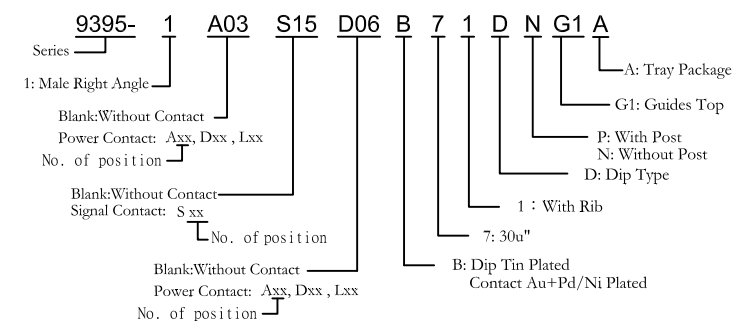 9395- 1 A03 S15 D06 B 7 1 D N G1 A
Series
A: Tray Package
1: Male Right Angle
G1: Guides Top
Blank:Without Contact
Power Contact: Axx, Dxx , Lxx
P: With Post
N: Without Post
No. of position
D: Dip Type
Blank:Without Contact
Signal Contact: S xx
1：With Rib
No. of position
7: 30u"
Blank:Without Contact
B: Dip Tin Plated
Contact Au+Pd/Ni Plated
Power Contact: Axx, Dxx , Lxx
No. of position